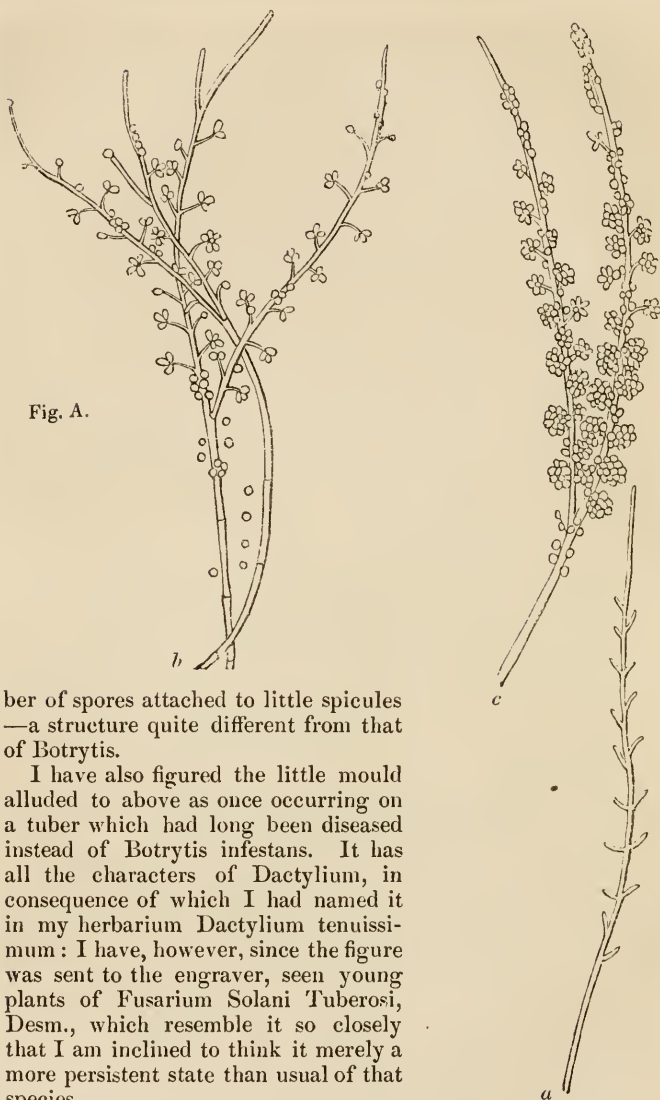 Fig. A.
b
c
ber of spores attached to little spicules
—a structure quite different from that
of Botrytis.
I have also figured the little mould
alluded to above as once occurring on
a tuber which had long been diseased
instead of Botrytis infestans. It has
all the characters of Dactylium, in
consequence of which I had named it
in my herbarium Dactylium tenuissi-
mum : I have, however, since the figure
was sent to the engraver, seen young
plants of Fusarium Solani Tuberosi,
Desm., which resemble it so closely
that I am inclined to think it merely a
more persistent state than usual of that
species
a